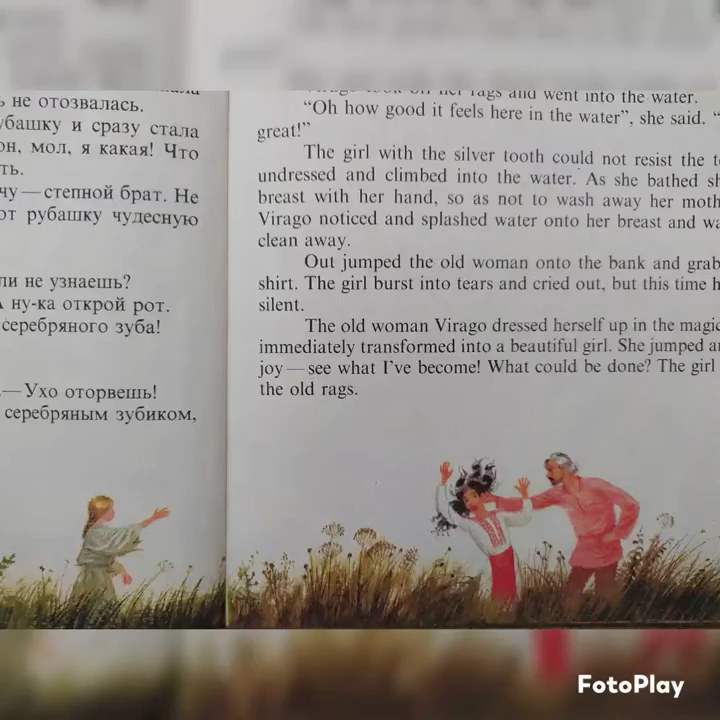 ь не отозвалась.
убашку и сразу стала
он, мол, я какая! Что
ть.
чу — степной брат. Не
от рубашку чудесную
ли не узнаешь?
А ну-ка открой рот.
серебряного зуба!
— Ухо оторвешь!
серебряным зубиком,
rags and went into the water.
"Oh how good it feels here in the water", she said. "
great!"
The girl with the silver tooth could not resist the
undressed and climbed into the water. As she bathed
breast with her hand, so as not to wash away her
Virago noticed and splashed water onto her breast and
clean away.
Out jumped the old woman onto the bank and
shirt. The girl burst into tears and cried out, but this time
silent.
The old woman Virago dressed herself up in the
immediately transformed into a beautiful girl. She jumped
joy — see what I've become! What could be done? The girl
the old rags.
FotoPlay